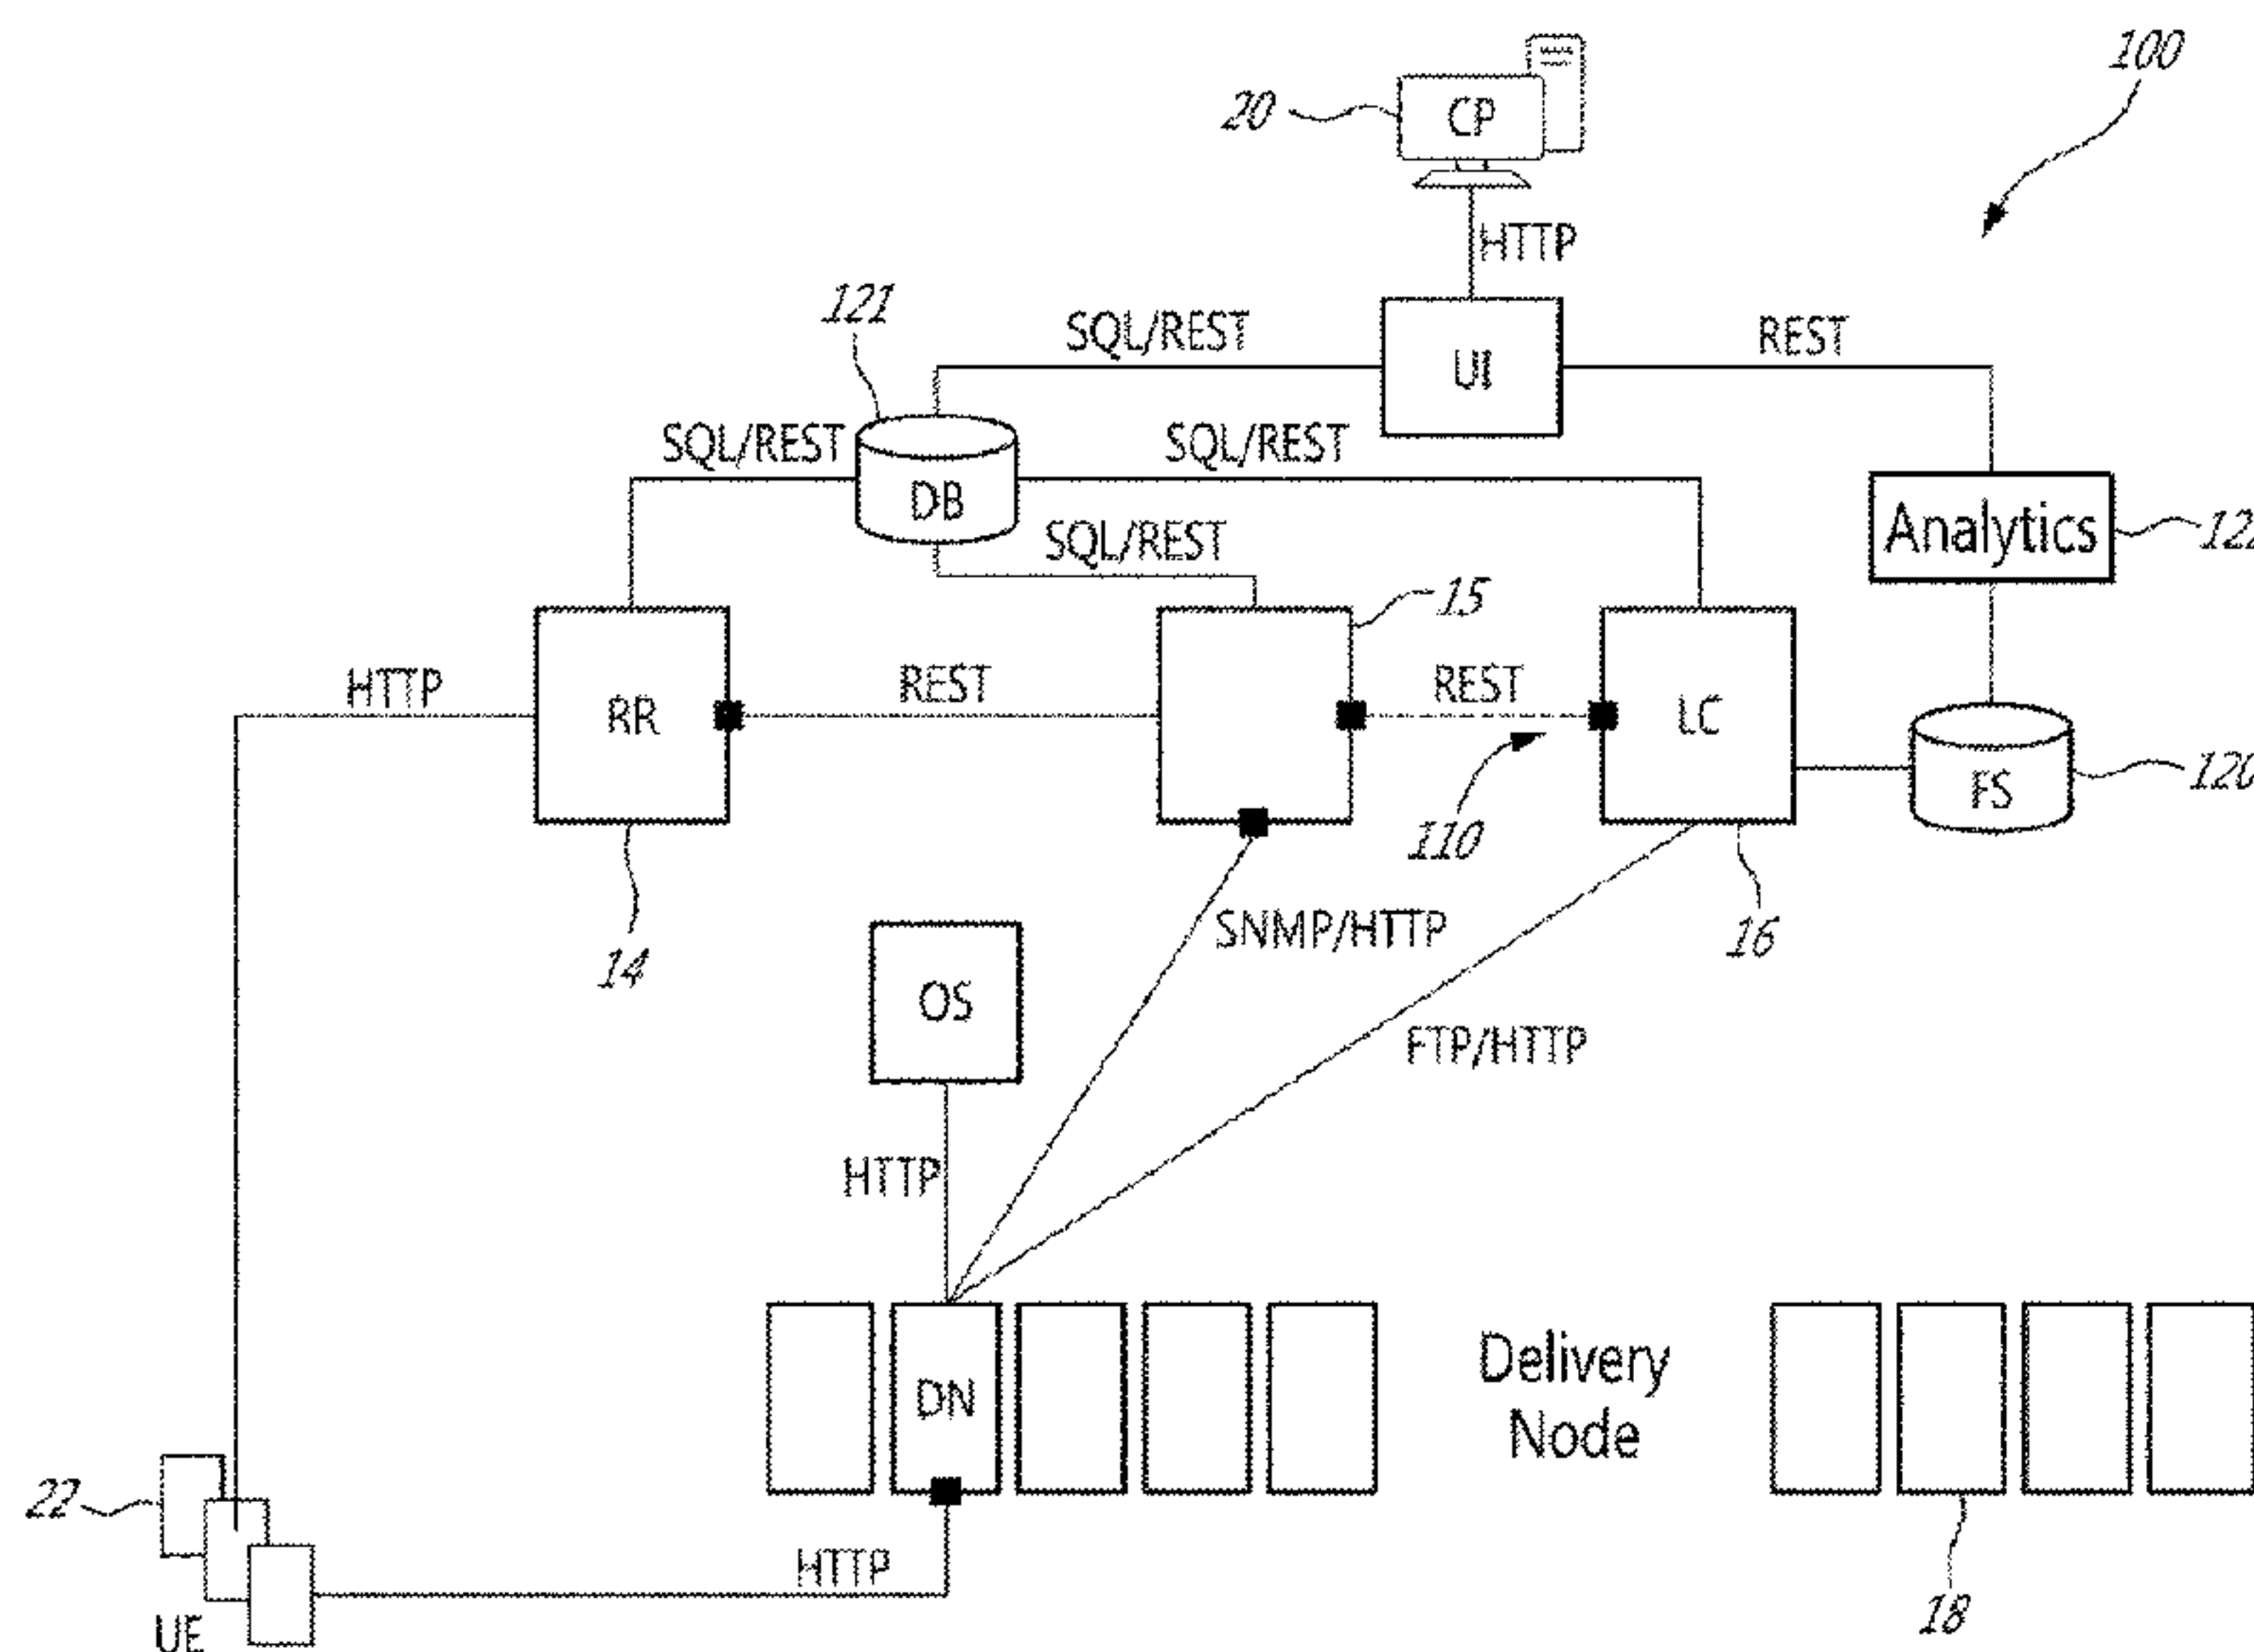 100
20
CP
HTTP
121
SQL/REST
UI
REST
SQL/REST
SQL/REST
DB
Analytics
122
SQL/REST
15
HTTP
RR
REST
REST
LC
110
FS
120
14
16
SNMP/HTTP
OS
FTP/HTTP
HTTP
DN
Delivery
Node
22
HTTP
UE
18